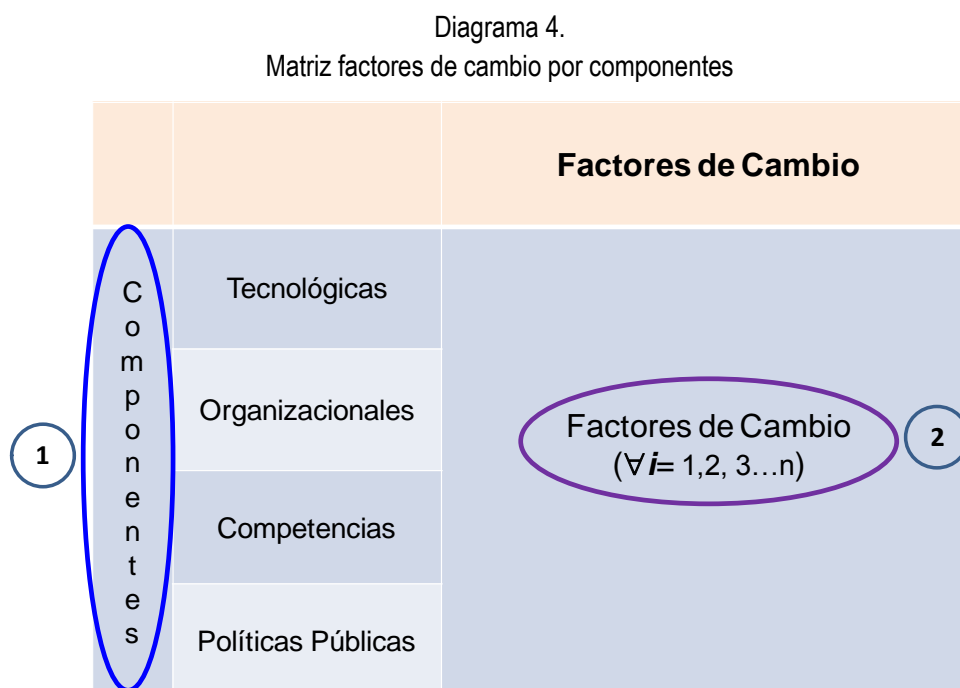 Diagrama 4.
Matriz factores de cambio por componentes
Factores de Cambio
Componentes
Tecnológicas
Organizacionales
Competencias
Políticas Públicas
1
Factores de Cambio
(∀ i= 1,2, 3…n)
2